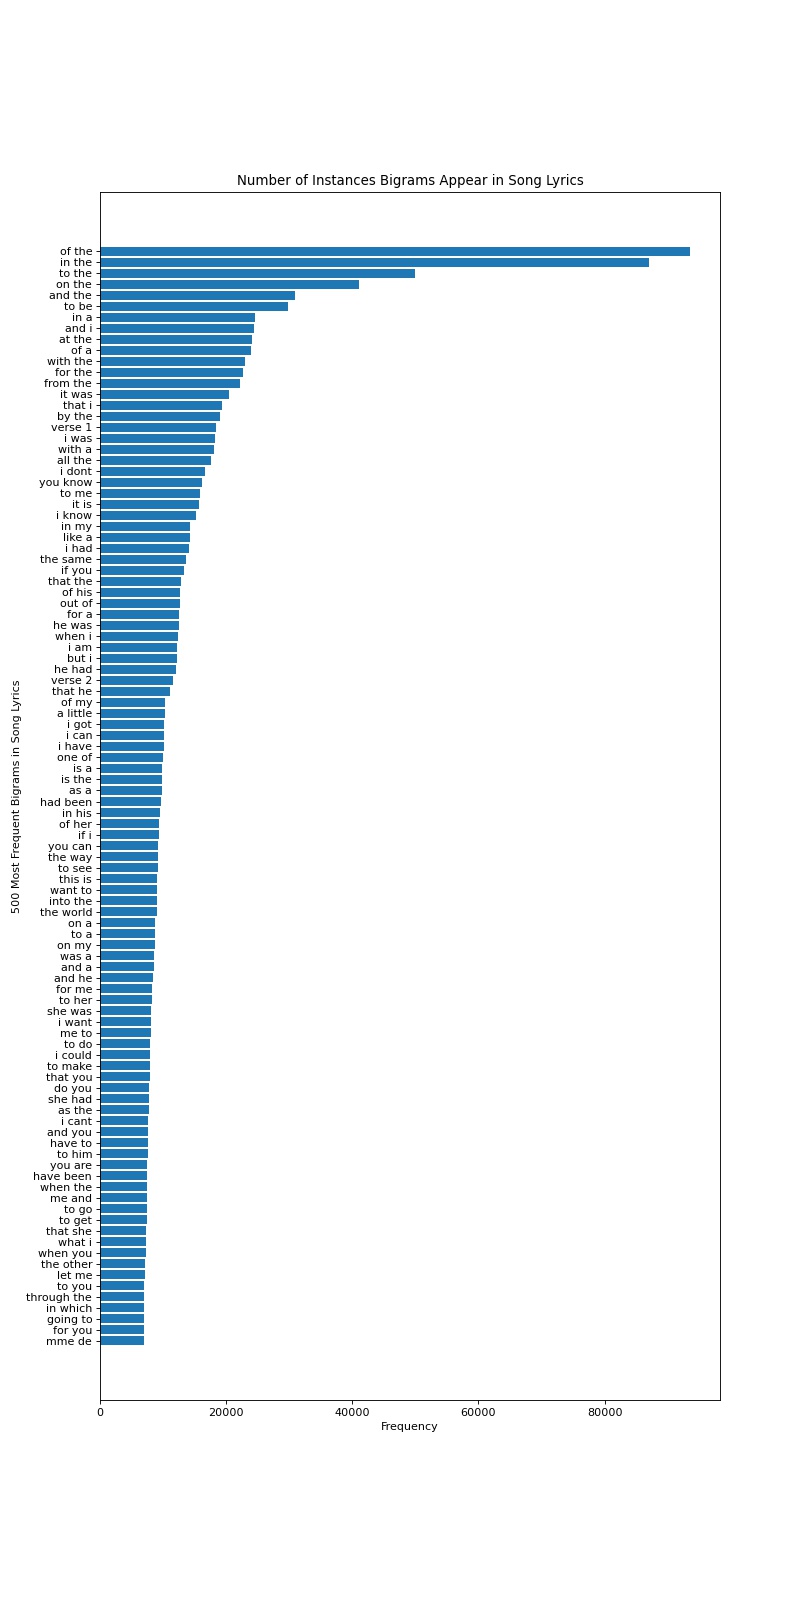 Number of Instances Bigrams Appear in Song Lyrics
500 Most Frequent Bigrams in Song Lyrics
of the
in the
to the
on the
and the
to be
in a
and i
at the
of a
with the
for the
from the
it was
that i
by the
verse 1
i was
with a
all the
i dont
you know
to me
it is
i know
in my
like a
i had
the same
if you
that the
of his
out of
for a
he was
when i
i am
but i
he had
verse 2
that he
of my
a little
i got
i can
i have
one of
is a
is the
as a
had been
in his
of her
if i
you can
the way
to see
this is
want to
into the
the world
on a
to a
on my
was a
and a
and he
for me
to her
she was
i want
me to
to do
i could
to make
that you
do you
she had
as the
i cant
and you
have to
to him
you are
have been
when the
me and
to go
to get
that she
what i
when you
the other
let me
to you
through the
in which
going to
for you
mme de
0 20000 40000 60000 80000
Frequency